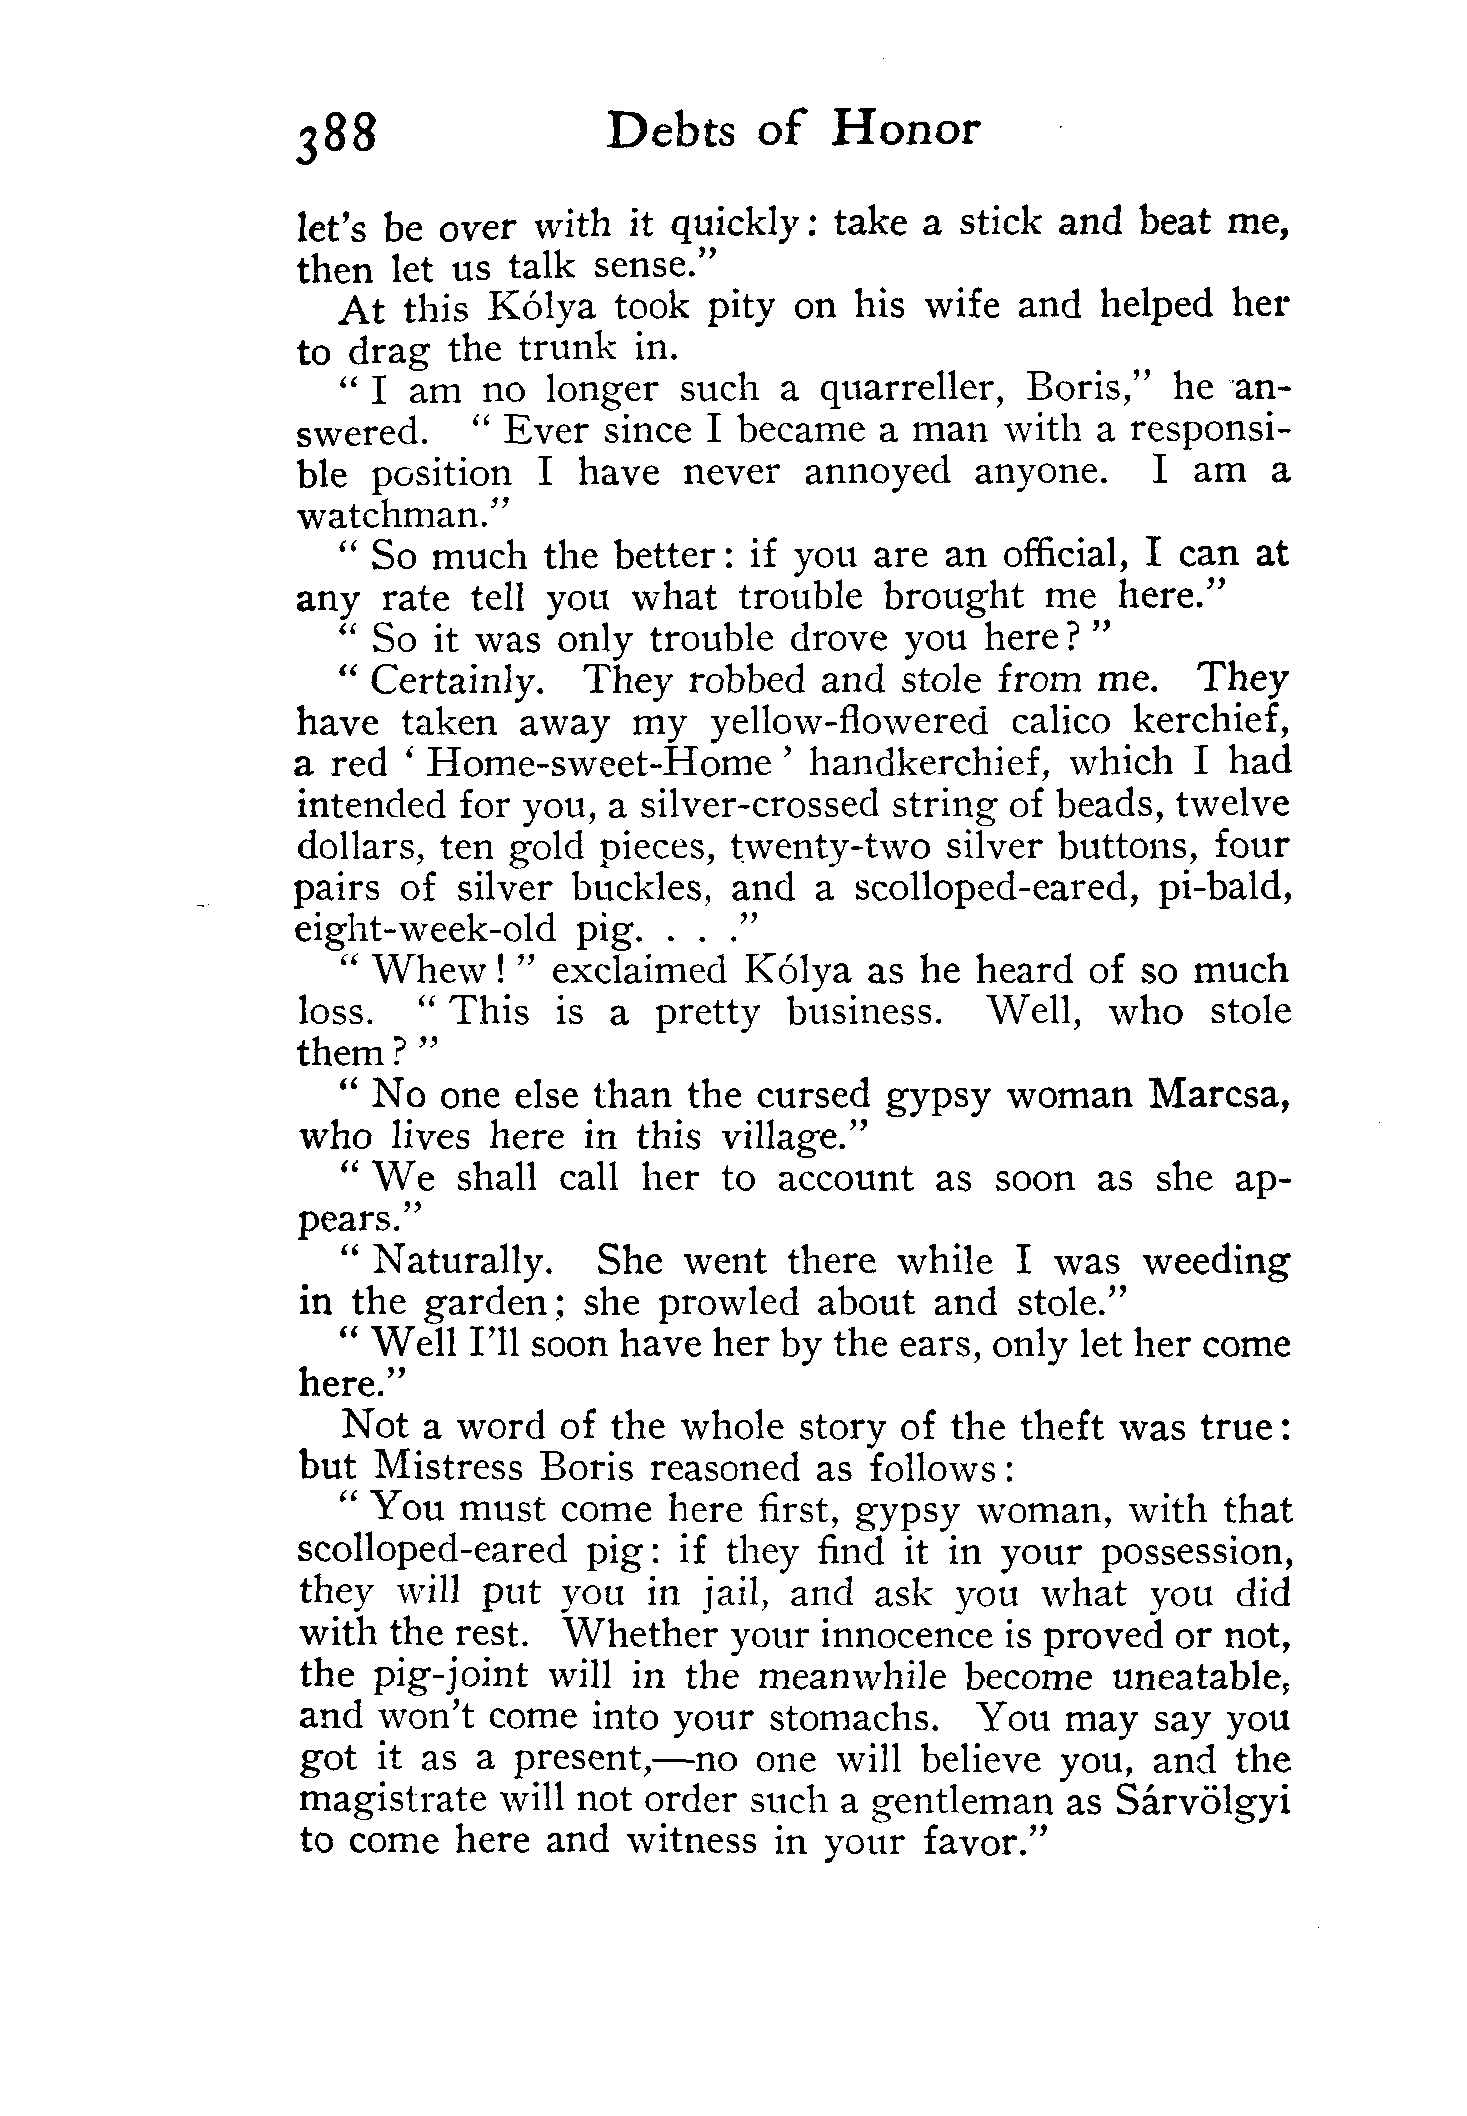 388 Debts of Honor
let's be over with it quickly: take a stick and beat me,
then let us talk sense."
At this Kólya took pity on his wife and helped her
to drag the trunk in.
" I am no longer such a quarreller, Boris," he an-
swered. " Ever since I became a man with a responsi-
ble position I have never annoyed anyone. I am a
watchman."
" So much the better: if you are an official, I can at
any rate tell you what trouble brought me here."
" So it was only trouble drove you here? "
" Certainly. They robbed and stole from me. They
have taken away my yellow-flowered calico kerchief,
a red ' Home-sweet-Home ' handkerchief, which I had
intended for you, a silver-crossed string of beads, twelve
dollars, ten gold pieces, twenty-two silver buttons, four
pairs of silver buckles, and a scolloped-eared, pi-bald,
eight-week-old pig. . . ."
" Whew! " exclaimed Kólya as he heard of so much
loss. " This is a pretty business. Well, who stole
them? "
" No one else than the cursed gypsy woman Marcsa,
who lives here in this village."
" We shall call her to account as soon as she ap-
pears."
" Naturally. She went there while I was weeding
in the garden; she prowled about and stole."
" Well I'll soon have her by the ears, only let her come
here."
Not a word of the whole story of the theft was true:
but Mistress Boris reasoned as follows:
" You must come here first, gypsy woman, with that
scolloped-eared pig: if they find it in your possession,
they will put you in jail, and ask you what you did
with the rest. Whether your innocence is proved or not,
the pig-joint will in the meanwhile become uneatable,
and won't come into your stomachs. You may say you
got it as a present,—no one will believe you, and the
magistrate will not order such a gentleman as Sárvölgyi
to come here and witness in your favor."